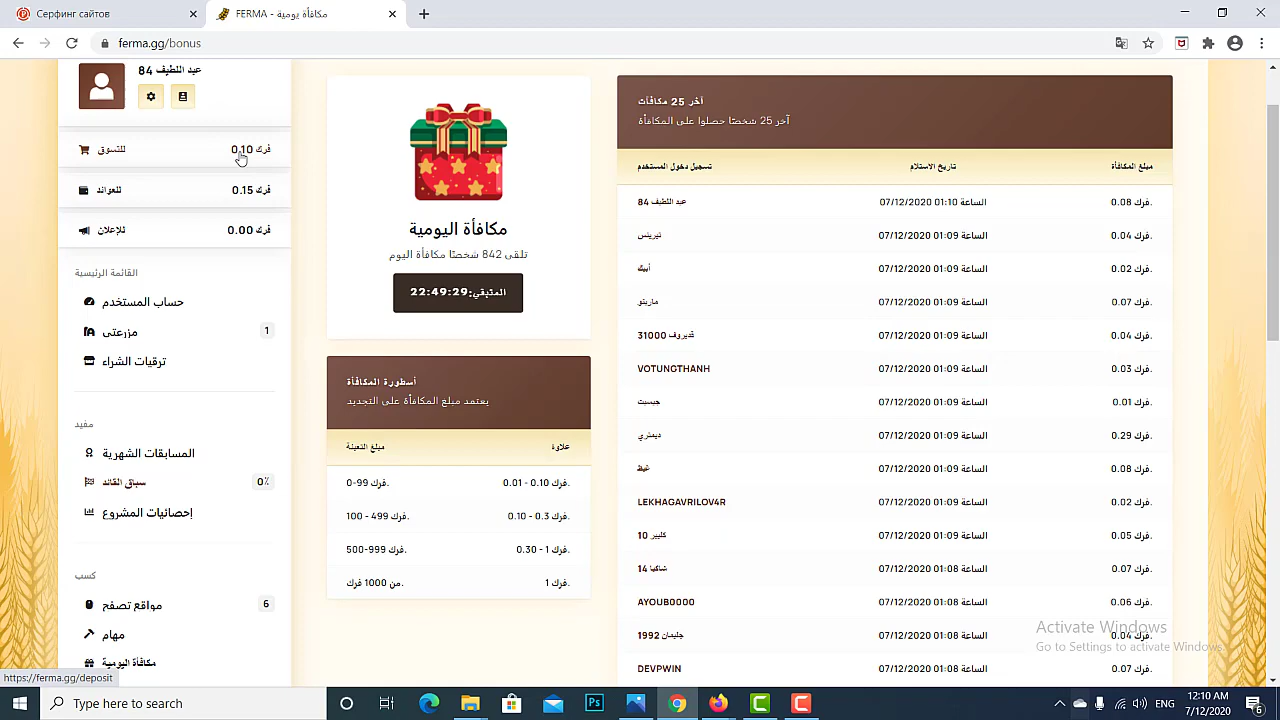 Серфинг сайтов
FERMA - مكافأة يومية
ferma.gg/bonus
عبد اللطيف 84
للتسوق
0.10 فرك
للعوائد
0.15 فرك
للإعلان
0.00 فرك
القائمة الرئيسية
حساب المستخدم
مزرعتي
1
ترقيات الشراء
مفيد
المسابقات الشهرية
سباق القائد
0٪
إحصائيات المشروع
كسب
مواقع تصفح
6
مهام
مكافأة اليومية
مكافأة اليومية
تلقى 842 شخصًا مكافأة اليوم
المتبقي:22:49:29
أسطورة المكافأة
يعتمد مبلغ المكافأة على التجديد
مبلغ التعبئة علاوة
0-99 فرك. 0.01 - 0.10 فرك.
100 - 499 فرك. 0.10 - 0.3 فرك.
500-999 فرك. 0.30 - 1 فرك.
من 1000 فرك. 1 فرك.
آخر 25 مكافآت
آخر 25 شخصًا حصلوا على المكافأة
تسجيل دخول المستخدم تاريخ الاستلام مبلغ المكافأة
عبد اللطيف 84 07/12/2020 الساعة 01:10 0.08 فرك.
تيريتس 07/12/2020 الساعة 01:09 0.04 فرك.
07/12/2020 الساعة 01:09 0.02 فرك.
مارينو 07/12/2020 الساعة 01:09 0.07 فرك.
قديروف 31000 07/12/2020 الساعة 01:09 0.04 فرك.
VOTUNGTHANH 07/12/2020 الساعة 01:09 0.03 فرك.
جيسيت 07/12/2020 الساعة 01:09 0.01 فرك.
ديمتري 07/12/2020 الساعة 01:09 0.29 فرك.
07/12/2020 الساعة 01:09 0.08 فرك.
LEKHAGAVRILOV4R 07/12/2020 الساعة 01:09 0.02 فرك.
كليير 10 07/12/2020 الساعة 01:09 0.05 فرك.
شاكيا 14 07/12/2020 الساعة 01:09 0.07 فرك.
AYOUB0000 07/12/2020 الساعة 01:08 0.06 فرك.
جليمان 1992 07/12/2020 الساعة 01:08 0.04 فرك.
DEVPWIN 07/12/2020 الساعة 01:08 0.07 فرك.
Activate Windows
Go to Settings to activate Windows.
https://ferma.gg/deposit
Type here to search
Ps
ENG
12:10 AM
7/12/2020
6